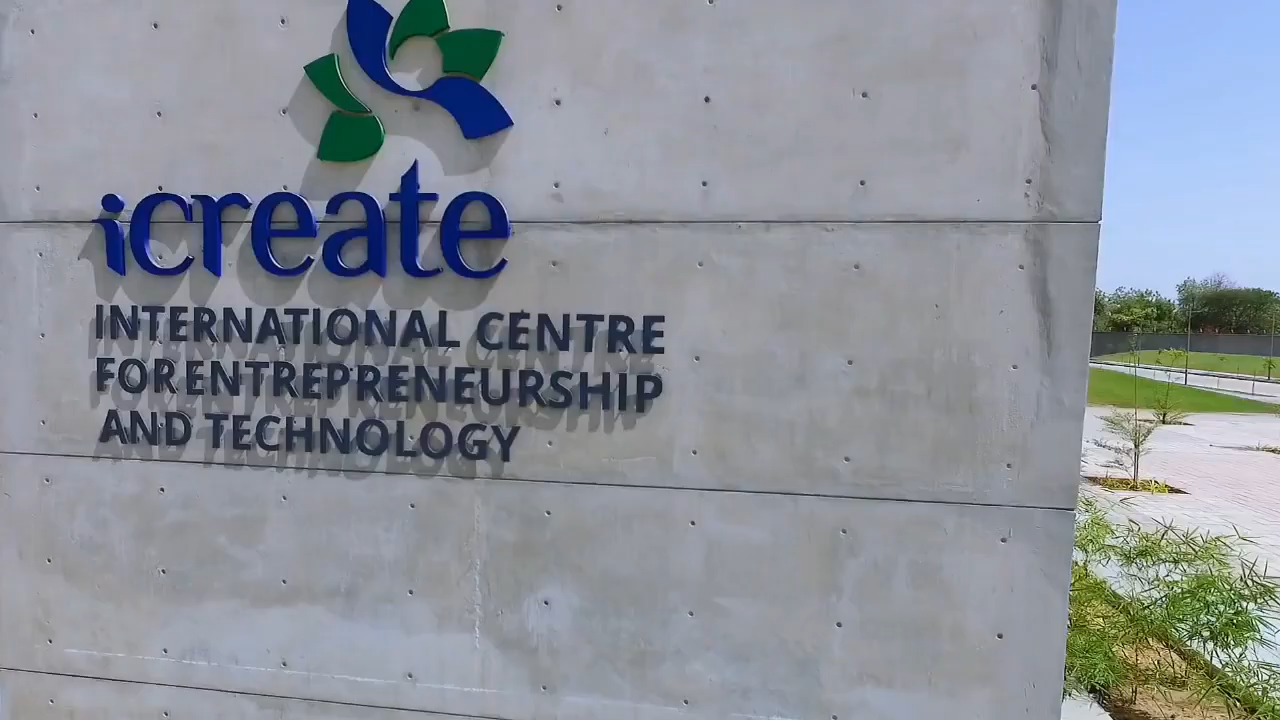 icreate
INTERNATIONAL CENTRE
FOR ENTREPRENEURSHIP
AND TECHNOLOGY